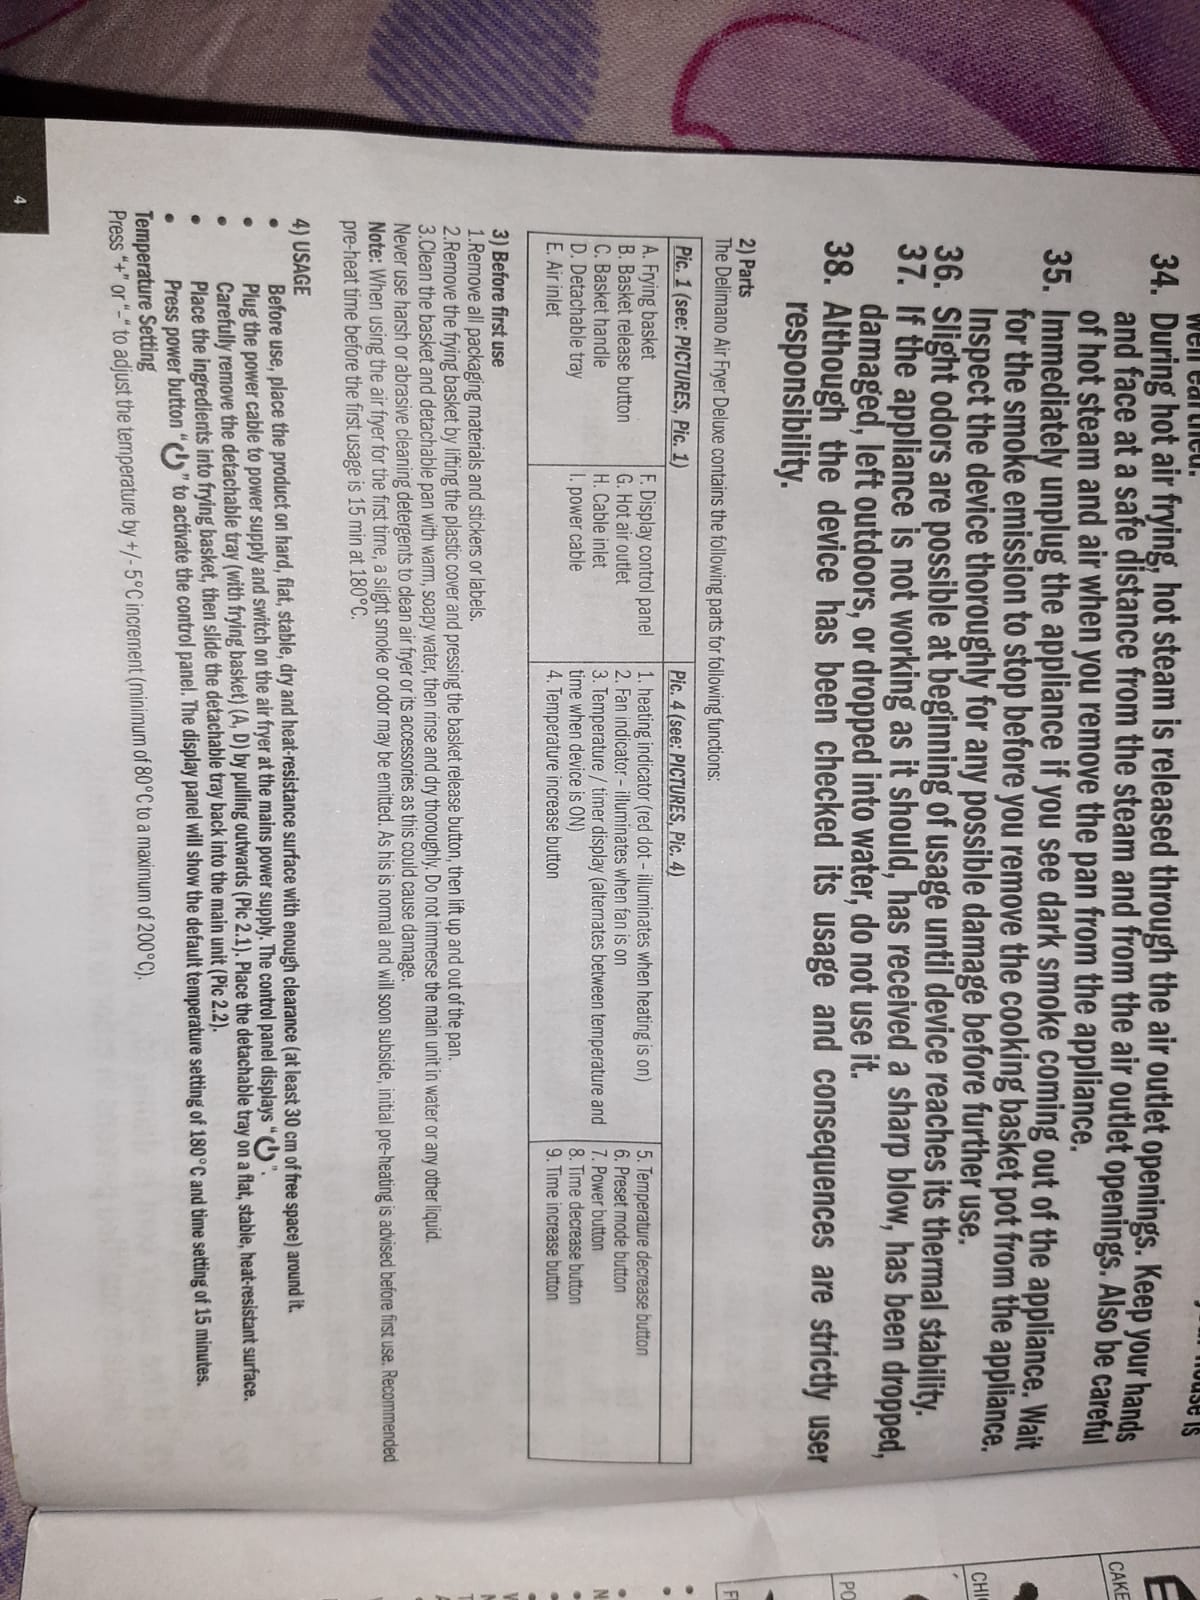 well earthed.
house is
34. During hot air frying, hot steam is released through the air outlet openings. Keep your hands
and face at a safe distance from the steam and from the air outlet openings. Also be careful
of hot steam and air when you remove the pan from the appliance.
35. Immediately unplug the appliance if you see dark smoke coming out of the appliance. Wait
for the smoke emission to stop before you remove the cooking basket pot from the appliance.
Inspect the device thoroughly for any possible damage before further use.
36. Slight odors are possible at beginning of usage until device reaches its thermal stability.
37. If the appliance is not working as it should, has received a sharp blow, has been dropped,
damaged, left outdoors, or dropped into water, do not use it.
38. Although the device has been checked its usage and consequences are strictly user
responsibility.
2) Parts
The Delimano Air Fryer Deluxe contains the following parts for following functions:
Pic. 1 (see: PICTURES, Pic. 1)
A. Frying basket
B. Basket release button
C. Basket handle
D. Detachable tray
E. Air inlet
F. Display control panel
G. Hot air outlet
H. Cable inlet
I. power cable
Pic. 4 (see: PICTURES, Pic. 4)
1. heating indicator (red dot – illuminates when heating is on)
2. Fan indicator – illuminates when fan is on
3. Temperature / timer display (alternates between temperature and
time when device is ON)
4. Temperature increase button
5. Temperature decrease button
6. Preset mode button
7. Power button
8. Time decrease button
9. Time increase button
3) Before first use
1.Remove all packaging materials and stickers or labels.
2.Remove the frying basket by lifting the plastic cover and pressing the basket release button, then lift up and out of the pan.
3.Clean the basket and detachable pan with warm, soapy water, then rinse and dry thoroughly. Do not immerse the main unit in water or any other liquid.
Never use harsh or abrasive cleaning detergents to clean air fryer or its accessories as this could cause damage.
Note: When using the air fryer for the first time, a slight smoke or odor may be emitted. As his is normal and will soon subside, initial pre-heating is advised before first use. Recommended
pre-heat time before the first usage is 15 min at 180°C.
4) USAGE
• Before use, place the product on hard, flat, stable, dry and heat-resistance surface with enough clearance (at least 30 cm of free space) around it.
• Plug the power cable to power supply and switch on the air fryer at the mains power supply. The control panel displays “⏻”.
• Carefully remove the detachable tray (with frying basket) (A, D) by pulling outwards (Pic 2.1). Place the detachable tray on a flat, stable, heat-resistant surface.
• Place the ingredients into frying basket, then slide the detachable tray back into the main unit (Pic 2.2).
• Press power button “⏻” to activate the control panel. The display panel will show the default temperature setting of 180°C and time setting of 15 minutes.
Temperature Setting
Press “+” or “–“ to adjust the temperature by +/- 5°C increment (minimum of 80°C to a maximum of 200°C).
4
CAKE